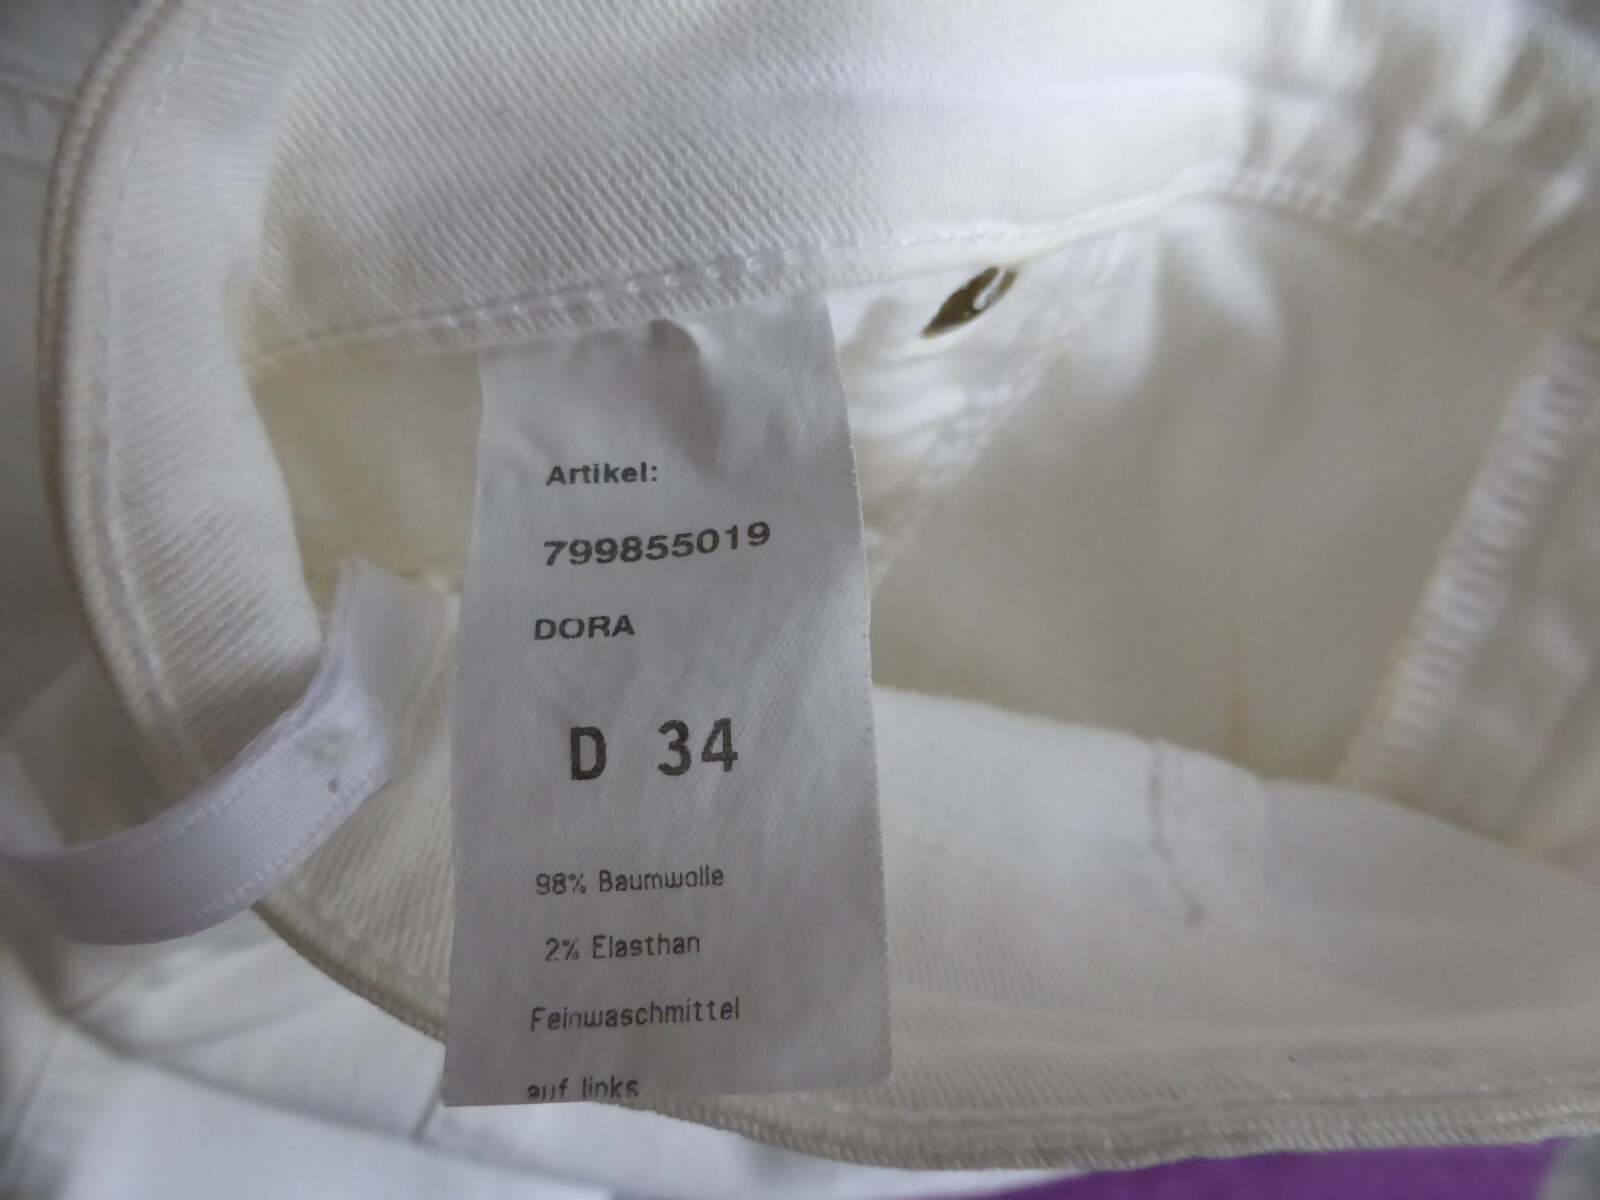 Artikel:
799855019
DORA
D 34
98% Baumwolle
2% Elasthan
Feinwaschmittel
auf links